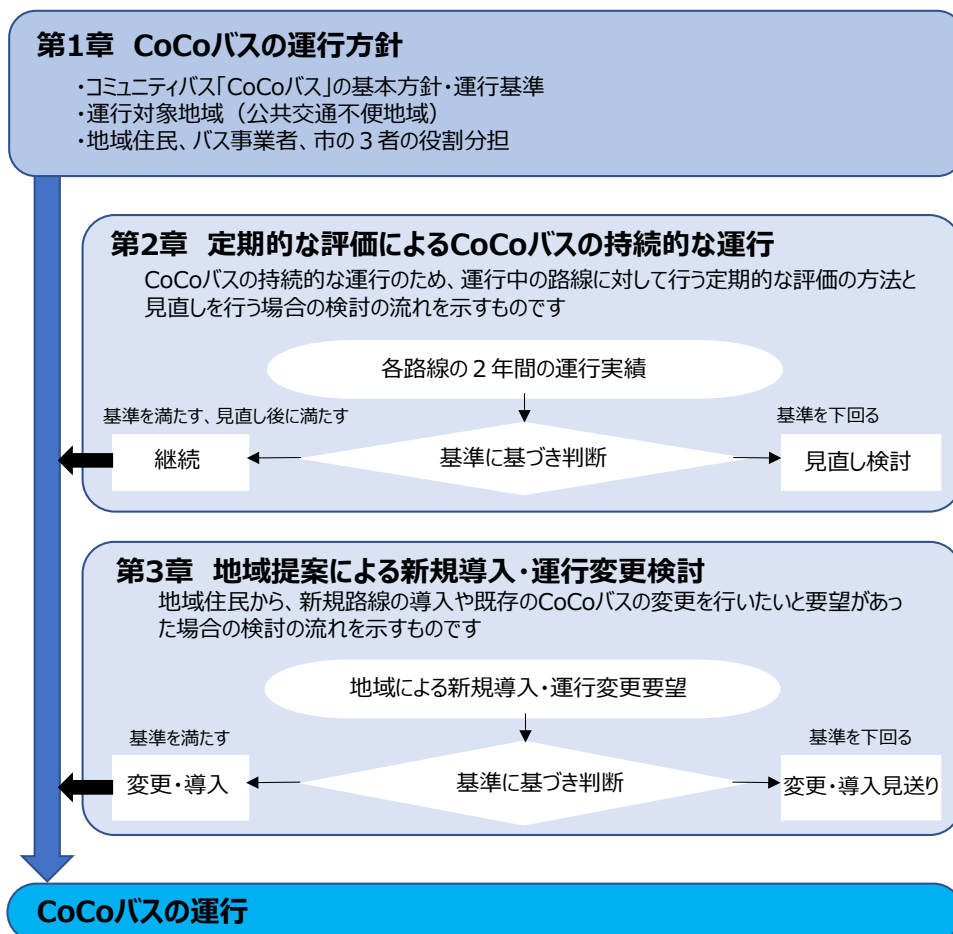 第1章 CoCoバスの運行方針
・コミュニティバス「CoCoバス」の基本方針・運行基準
・運行対象地域（公共交通不便地域）
・地域住民、バス事業者、市の３者の役割分担
第2章 定期的な評価によるCoCoバスの持続的な運行
CoCoバスの持続的な運行のため、運行中の路線に対して行う定期的な評価の方法と
見直しを行う場合の検討の流れを示すものです
各路線の２年間の運行実績
基準を満たす、見直し後に満たす
基準を下回る
継続
基準に基づき判断
見直し検討
第3章 地域提案による新規導入・運行変更検討
地域住民から、新規路線の導入や既存のCoCoバスの変更を行いたいと要望があっ
た場合の検討の流れを示すものです
地域による新規導入・運行変更要望
基準を満たす
基準を下回る
変更・導入
基準に基づき判断
変更・導入見送り
CoCoバスの運行